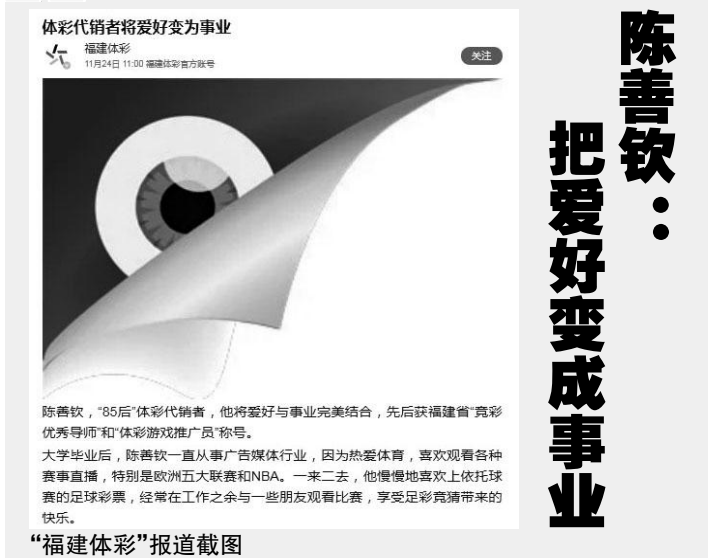 体彩代销者将爱好变为事业
福建体彩
11月24日 11:00 福建体彩官方账号
关注
陈善钦，“85后”体彩代销者，他将爱好与事业完美结合，先后获福建省“竞彩
优秀导师”和“体彩游戏推广员”称号。
大学毕业后，陈善钦一直从事广告媒体行业，因为热爱体育，喜欢观看各种
赛事直播，特别是欧洲五大联赛和NBA。一来二去，他慢慢地喜欢上依托球
赛的足球彩票，经常在工作之余与一些朋友观看比赛，享受足彩竞猜带来的
快乐。
“福建体彩”报道截图
陈善钦：
把爱好变成事业